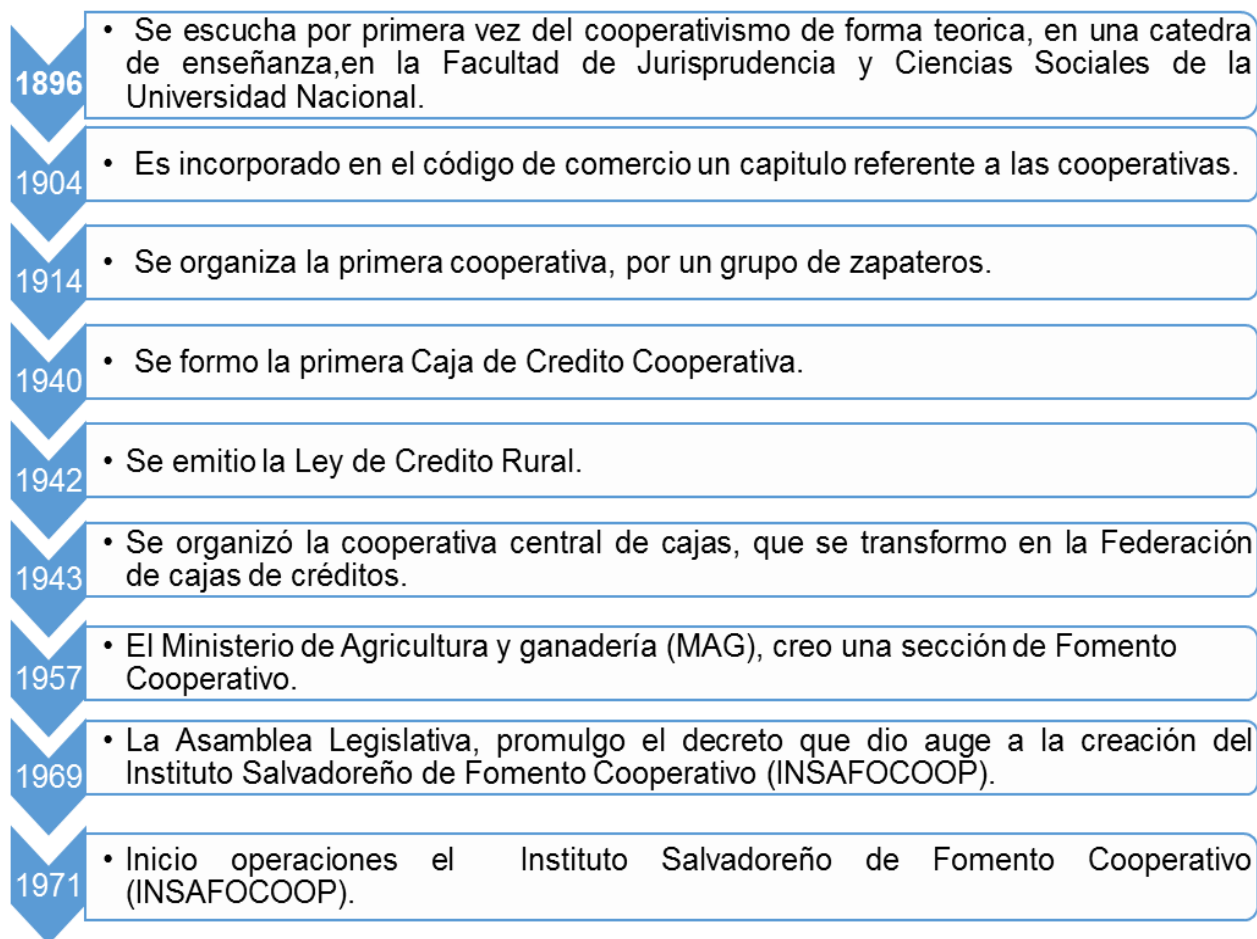 1896
• Se escucha por primera vez del cooperativismo de forma teorica, en una catedra
de enseñanza,en la Facultad de Jurisprudencia y Ciencias Sociales de la
Universidad Nacional.
1904
• Es incorporado en el código de comercio un capitulo referente a las cooperativas.
1914
• Se organiza la primera cooperativa, por un grupo de zapateros.
1940
• Se formo la primera Caja de Credito Cooperativa.
1942
• Se emitio la Ley de Credito Rural.
1943
• Se organizó la cooperativa central de cajas, que se transformo en la Federación
de cajas de créditos.
1957
• El Ministerio de Agricultura y ganadería (MAG), creo una sección de Fomento
Cooperativo.
1969
• La Asamblea Legislativa, promulgo el decreto que dio auge a la creación del
Instituto Salvadoreño de Fomento Cooperativo (INSAFOCOOP).
1971
• Inicio operaciones el Instituto Salvadoreño de Fomento Cooperativo
(INSAFOCOOP).